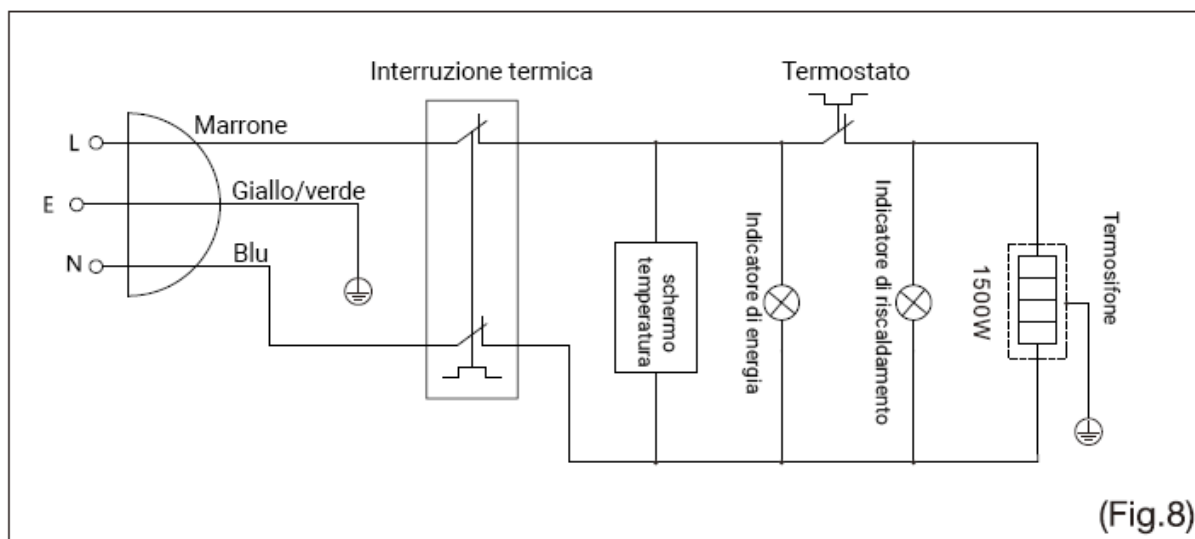 Interruzione termica
Termostato
L
Marrone
E
Giallo/verde
N
Blu
schermo
temperatura
Indicatore di energia
Indicatore di riscaldamento
1500W
Termosifone
(Fig.8)